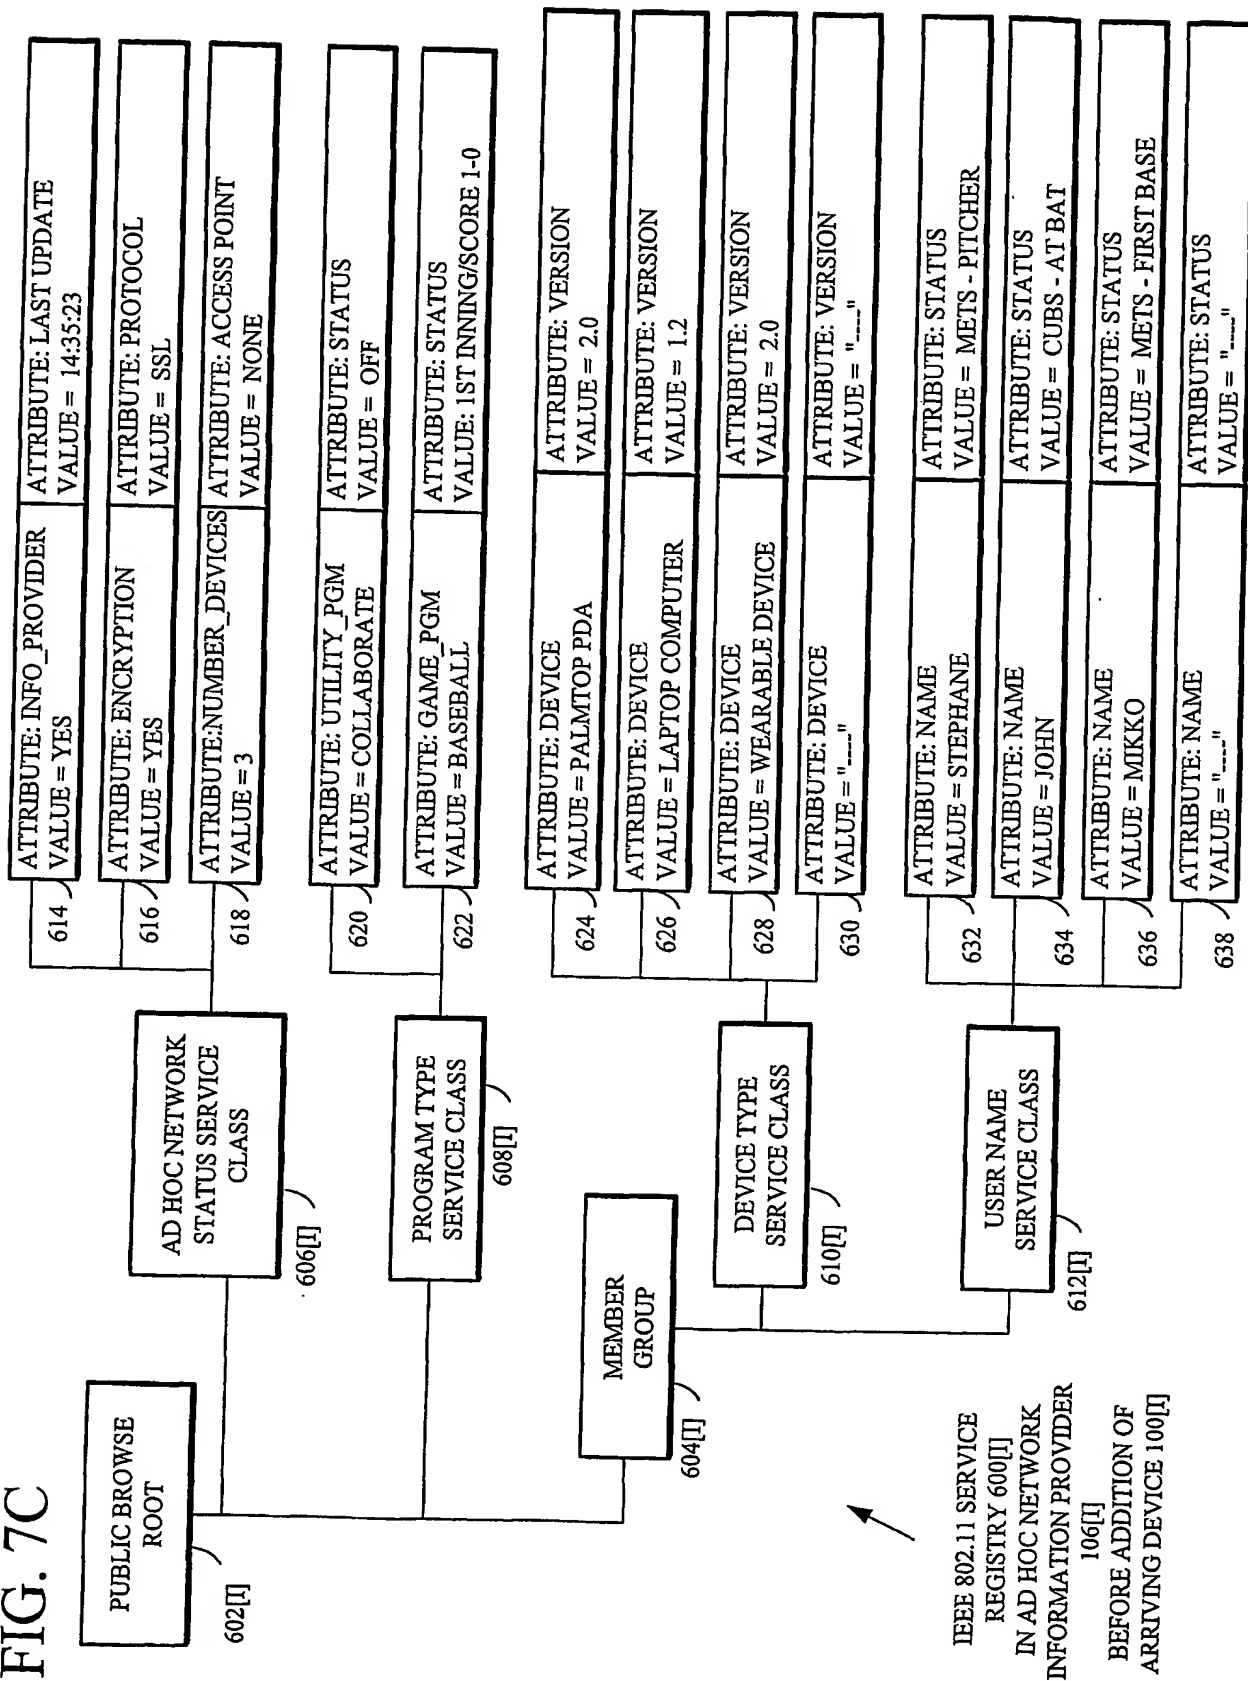 FIG. 7C
PUBLIC BROWSE
ROOT
602[I]
AD HOC NETWORK
STATUS SERVICE
CLASS
606[I]
ATTRIBUTE: INFO_PROVIDER
VALUE = YES
ATTRIBUTE: LAST UPDATE
VALUE = 14:35:23
614
ATTRIBUTE: ENCRYPTION
VALUE = YES
ATTRIBUTE: PROTOCOL
VALUE = SSL
616
ATTRIBUTE:NUMBER_DEVICES
VALUE = 3
ATTRIBUTE: ACCESS POINT
VALUE = NONE
618
PROGRAM TYPE
SERVICE CLASS
608[I]
ATTRIBUTE: UTILITY_PGM
VALUE = COLLABORATE
ATTRIBUTE: STATUS
VALUE = OFF
620
ATTRIBUTE: GAME_PGM
VALUE = BASEBALL
ATTRIBUTE: STATUS
VALUE: 1ST INNING/SCORE 1-0
622
MEMBER
GROUP
604[I]
DEVICE TYPE
SERVICE CLASS
610[I]
ATTRIBUTE: DEVICE
VALUE = PALMTOP PDA
ATTRIBUTE: VERSION
VALUE = 2.0
624
ATTRIBUTE: DEVICE
VALUE = LAPTOP COMPUTER
ATTRIBUTE: VERSION
VALUE = 1.2
626
ATTRIBUTE: DEVICE
VALUE = WEARABLE DEVICE
ATTRIBUTE: VERSION
VALUE = 2.0
628
ATTRIBUTE: DEVICE
VALUE = "----"
ATTRIBUTE: VERSION
VALUE = "----"
630
USER NAME
SERVICE CLASS
612[I]
ATTRIBUTE: NAME
VALUE = STEPHANE
ATTRIBUTE: STATUS
VALUE = METS - PITCHER
632
ATTRIBUTE: NAME
VALUE = JOHN
ATTRIBUTE: STATUS
VALUE = CUBS - AT BAT
634
ATTRIBUTE: NAME
VALUE = MIKKO
ATTRIBUTE: STATUS
VALUE = METS - FIRST BASE
636
ATTRIBUTE: NAME
VALUE = "----"
ATTRIBUTE: STATUS
VALUE = "----"
638
IEEE 802.11 SERVICE
REGISTRY 600[I]
IN AD HOC NETWORK
INFORMATION PROVIDER
106[I]
BEFORE ADDITION OF
ARRIVING DEVICE 100[I]